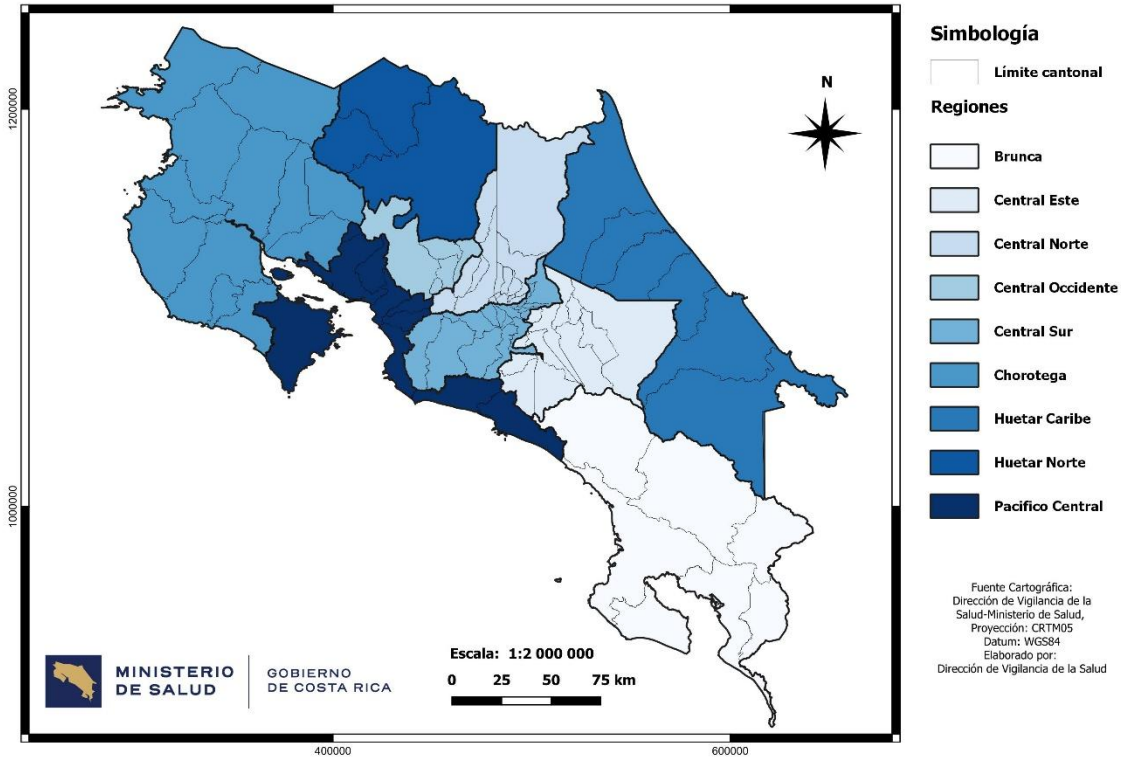 Simbología
Límite cantonal
Regiones
Brunca
Central Este
Central Norte
Central Occidente
Central Sur
Chorotega
Huetar Caribe
Huetar Norte
Pacifico Central
Fuente Cartográfica:
Dirección de Vigilancia de la
Salud-Ministerio de Salud,
Proyección: CRTM05
Datum: WGS84
Elaborado por:
Dirección de Vigilancia de la Salud
N
1200000
1000000
Escala: 1:2 000 000
0 25 50 75 km
MINISTERIO
DE SALUD
GOBIERNO
DE COSTA RICA
400000
600000